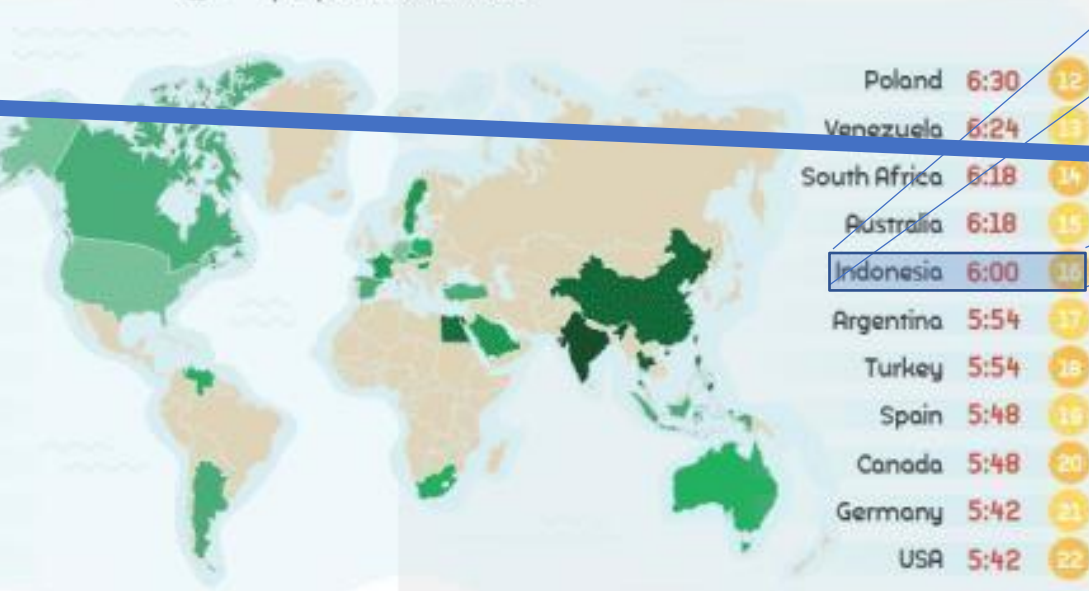 Poland 6:30 12
Venezuela 6:24 13
South Africa 6:18 14
Australia 6:18 15
Indonesia 6:00 16
Argentina 5:54 17
Turkey 5:54 18
Spain 5:48 19
Canada 5:48 20
Germany 5:42 21
USA 5:42 22